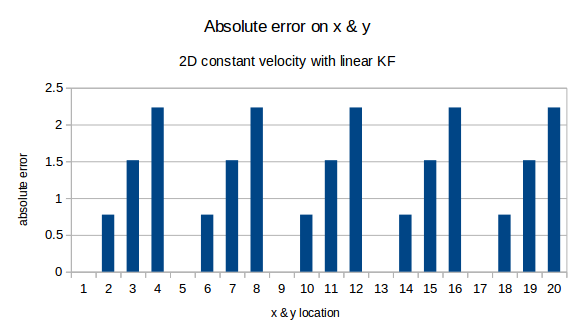 Absolute error on x & y
2D constant velocity with linear KF
2.5
2
1.5
1
0.5
0
absolute error
1 2 3 4 5 6 7 8 9 10 11 12 13 14 15 16 17 18 19 20
x & y location